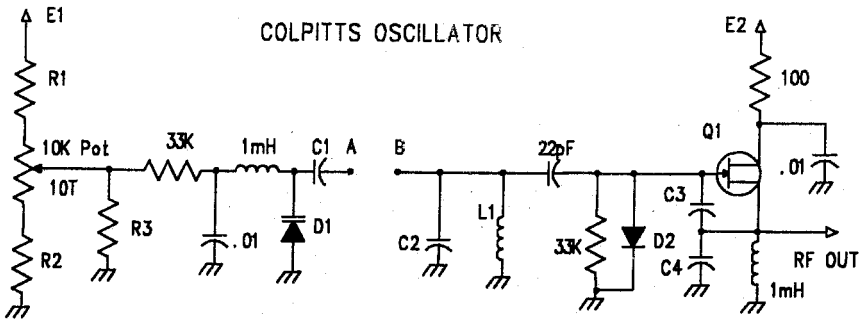 COLPITTS OSCILLATOR
E1
E2
R1
100
10K Pot
10T
33K
1mH
C1
A
B
22pF
Q1
.01
R3
.01
D1
R2
C2
L1
33K
D2
C3
C4
RF OUT
1mH